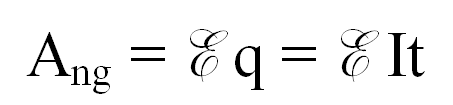 A_ng = ℰq = ℰIt